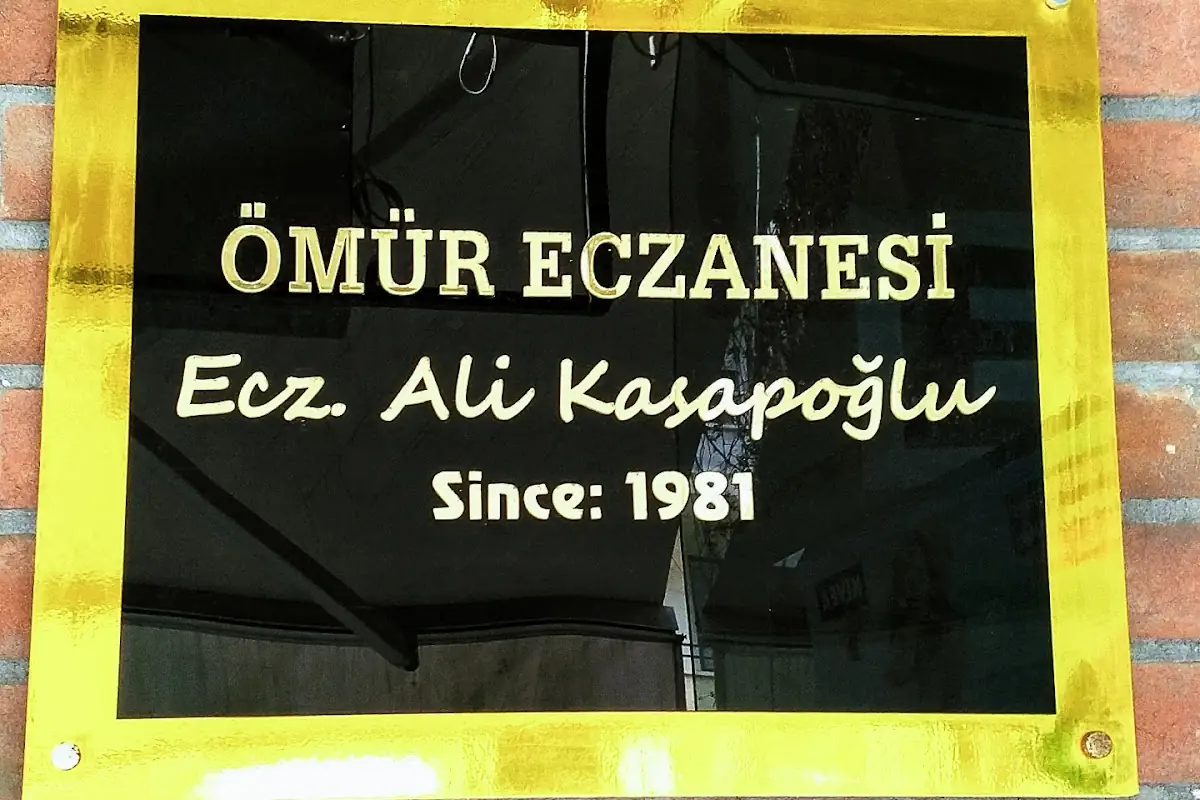 ÖMÜR ECZANESİ
Ecz. Ali Kasapoğlu
Since: 1981